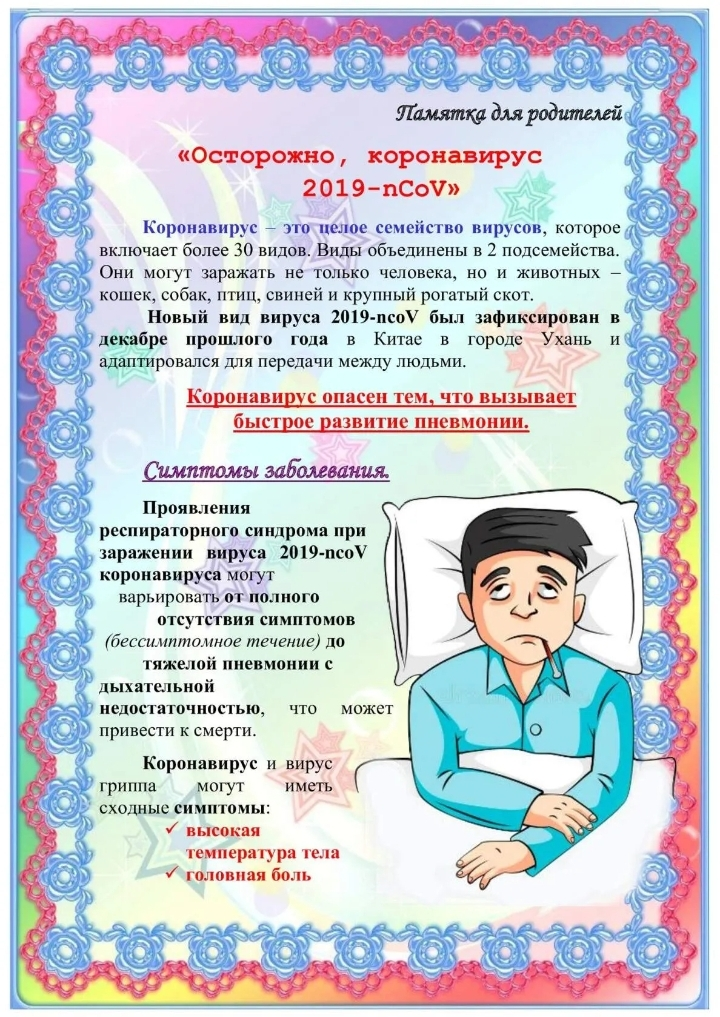 Памятка для родителей
«Осторожно, коронавирус
2019-nCoV»
Коронавирус – это целое семейство вирусов, которое
включает более 30 видов. Виды объединены в 2 подсемейства.
Они могут заражать не только человека, но и животных –
кошек, собак, птиц, свиней и крупный рогатый скот.
Новый вид вируса 2019-ncoV был зафиксирован в
декабре прошлого года в Китае в городе Ухань и
адаптировался для передачи между людьми.
Коронавирус опасен тем, что вызывает
быстрое развитие пневмонии.
Симптомы заболевания.
Проявления
респираторного синдрома при
заражении вируса 2019-ncoV
коронавируса могут
варьировать от полного
отсутствия симптомов
(бессимптомное течение) до
тяжелой пневмонии с
дыхательной
недостаточностью, что может
привести к смерти.
Коронавирус и вирус
гриппа могут иметь
сходные симптомы:
✓ высокая
температура тела
✓ головная боль